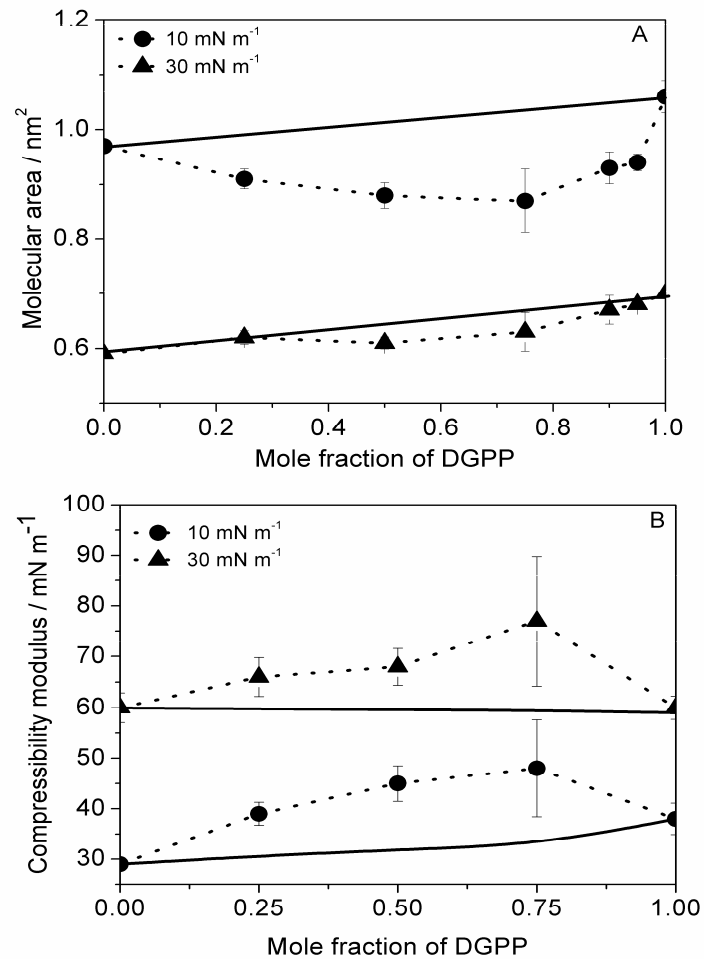 1.2
A
10 mN m⁻¹
30 mN m⁻¹
1.0
0.8
0.6
Molecular area / nm²
0.0 0.2 0.4 0.6 0.8 1.0
Mole fraction of DGPP
100
B
10 mN m⁻¹
30 mN m⁻¹
90
80
70
60
50
40
30
Compressibility modulus / mN m⁻¹
0.00 0.25 0.50 0.75 1.00
Mole fraction of DGPP